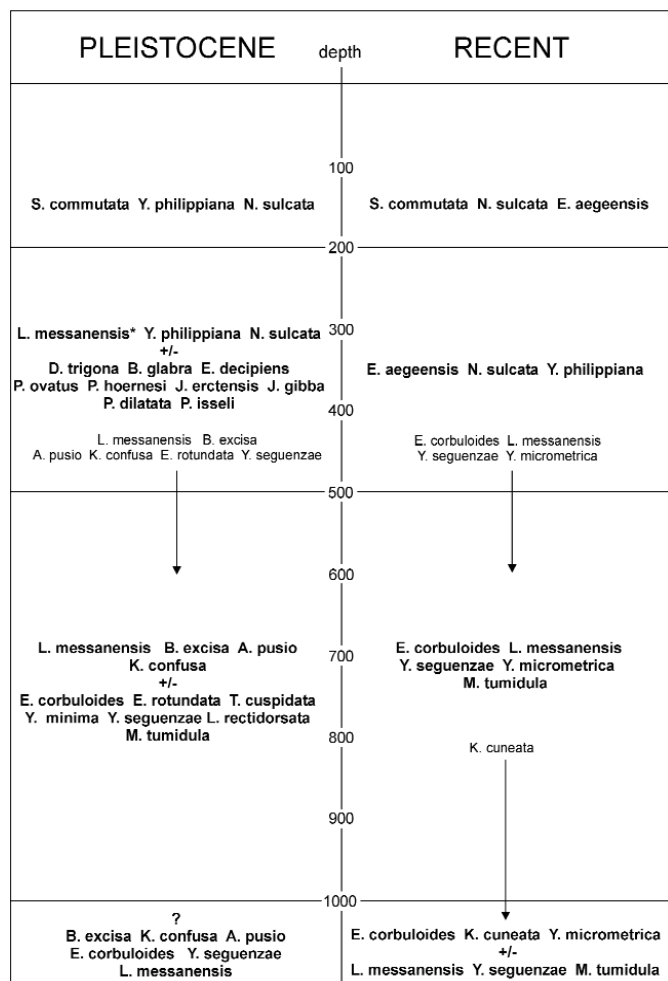 PLEISTOCENE depth RECENT
100
S. commutata Y. philippiana N. sulcata
S. commutata N. sulcata E. aegeensis
200
L. messanensis* Y. philippiana N. sulcata
+/-
D. trigona B. glabra E. decipiens
P. ovatus P. hoernesi J. erctensis J. gibba
P. dilatata P. isseli
L. messanensis B. excisa
A. pusio K. confusa E. rotundata Y. seguenzae
300
E. aegeensis N. sulcata Y. philippiana
400
E. corbuloides L. messanensis
Y. seguenzae Y. micrometrica
500
600
L. messanensis B. excisa A. pusio
K. confusa
+/-
E. corbuloides E. rotundata T. cuspidata
Y. minima Y. seguenzae L. rectidorsata
M. tumidula
700
E. corbuloides L. messanensis
Y. seguenzae Y. micrometrica
M. tumidula
800
K. cuneata
900
1000
?
B. excisa K. confusa A. pusio
E. corbuloides Y. seguenzae
L. messanensis
E. corbuloides K. cuneata Y. micrometrica
+/-
L. messanensis Y. seguenzae M. tumidula